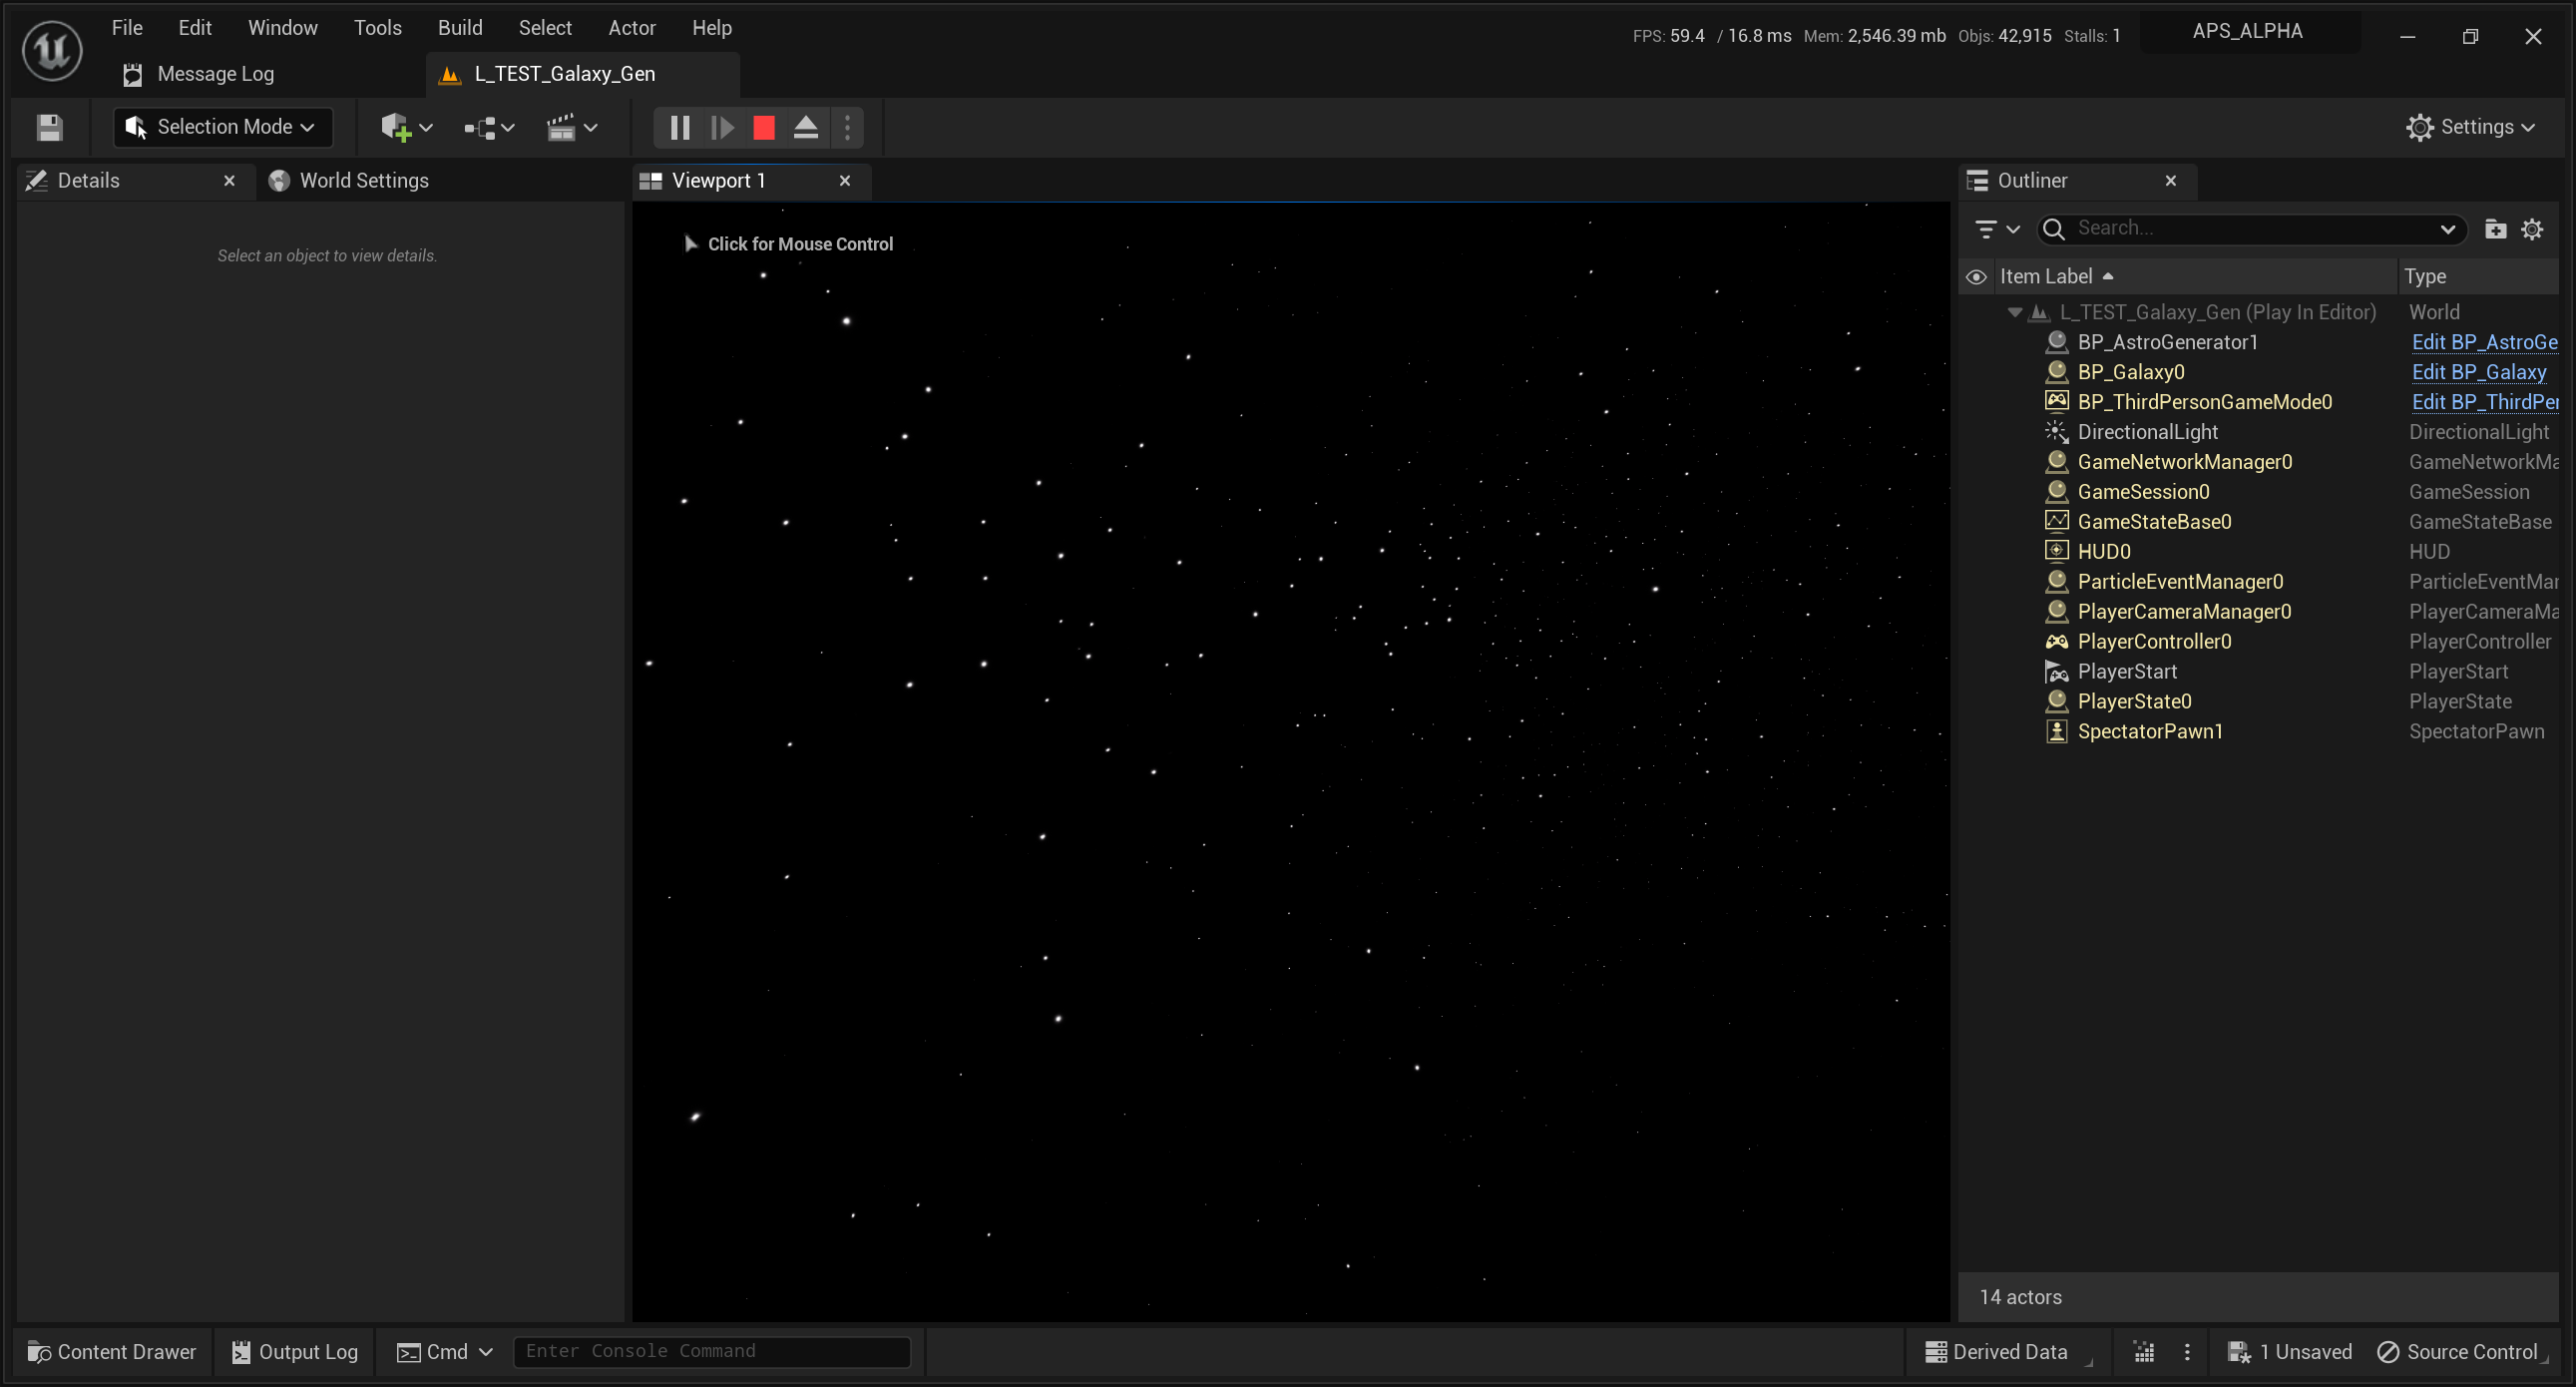 File Edit Window Tools Build Select Actor Help
FPS: 59.4 / 16.8 ms Mem: 2,546.39 mb Objs: 42,915 Stalls: 1
APS_ALPHA
Message Log
L_TEST_Galaxy_Gen
Selection Mode
Settings
Details
World Settings
Viewport 1
Outliner
Select an object to view details.
Click for Mouse Control
Search...
Item Label Type
L_TEST_Galaxy_Gen (Play In Editor) World
BP_AstroGenerator1 Edit BP_AstroGe
BP_Galaxy0 Edit BP_Galaxy
BP_ThirdPersonGameMode0 Edit BP_ThirdPer
DirectionalLight DirectionalLight
GameNetworkManager0 GameNetworkMa
GameSession0 GameSession
GameStateBase0 GameStateBase
HUD0 HUD
ParticleEventManager0 ParticleEventMan
PlayerCameraManager0 PlayerCameraMa
PlayerController0 PlayerController
PlayerStart PlayerStart
PlayerState0 PlayerState
SpectatorPawn1 SpectatorPawn
14 actors
Content Drawer
Output Log
Cmd
Enter Console Command
Derived Data
1 Unsaved
Source Control